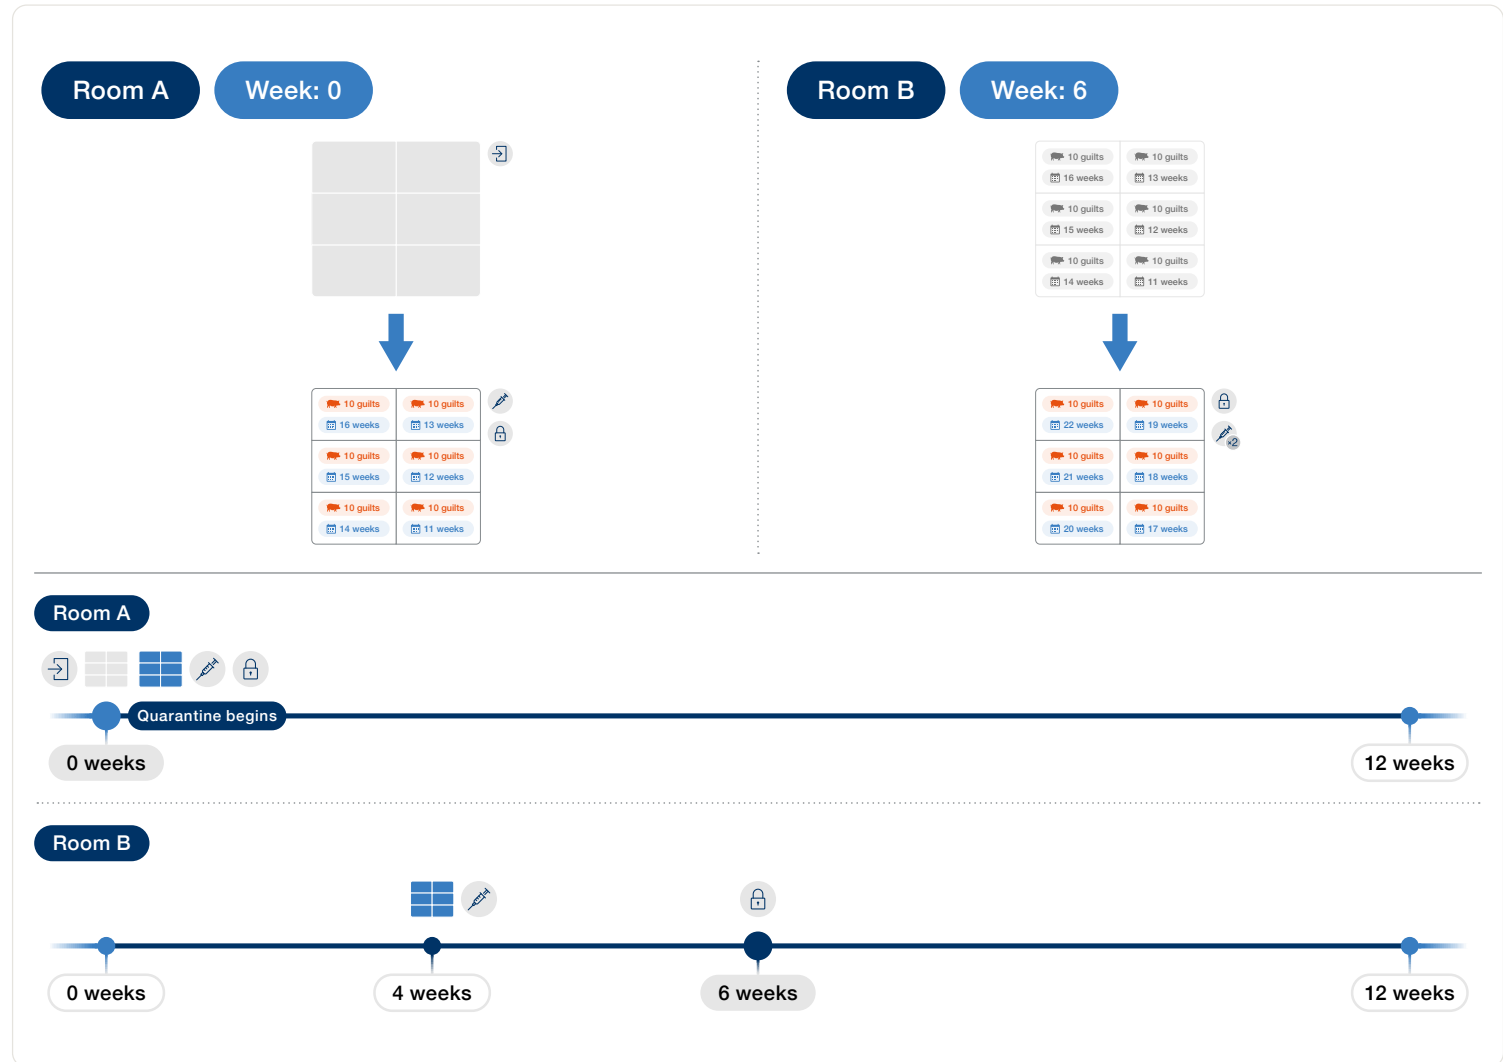 Room A
Week: 0
Room B
Week: 6
10 guilts
10 guilts
16 weeks
13 weeks
10 guilts
10 guilts
15 weeks
12 weeks
10 guilts
10 guilts
14 weeks
11 weeks
10 guilts
10 guilts
16 weeks
13 weeks
10 guilts
10 guilts
15 weeks
12 weeks
10 guilts
10 guilts
14 weeks
11 weeks
10 guilts
10 guilts
22 weeks
19 weeks
×2
10 guilts
10 guilts
21 weeks
18 weeks
10 guilts
10 guilts
20 weeks
17 weeks
Room A
Quarantine begins
0 weeks
12 weeks
Room B
0 weeks
4 weeks
6 weeks
12 weeks